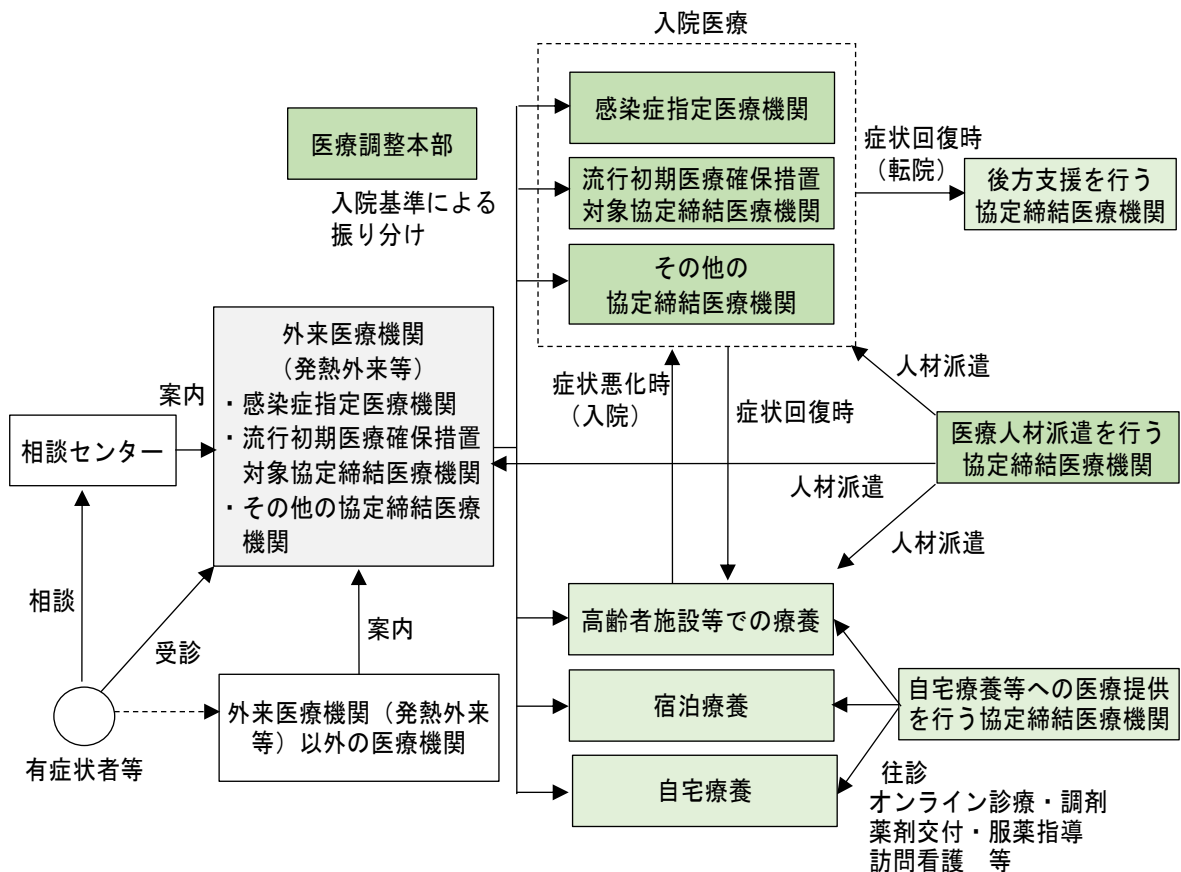 入院医療
医療調整本部
入院基準による
振り分け
感染症指定医療機関
流行初期医療確保措置
対象協定締結医療機関
その他の
協定締結医療機関
症状回復時
（転院）
後方支援を行う
協定締結医療機関
外来医療機関
（発熱外来等）
・感染症指定医療機関
・流行初期医療確保措置
対象協定締結医療機関
・その他の協定締結医療
機関
案内
相談センター
相談
受診
有症状者等
案内
外来医療機関（発熱外来
等）以外の医療機関
症状悪化時
（入院）
症状回復時
人材派遣
医療人材派遣を行う
協定締結医療機関
人材派遣
人材派遣
高齢者施設等での療養
宿泊療養
自宅療養
自宅療養等への医療提供
を行う協定締結医療機関
往診
オンライン診療・調剤
薬剤交付・服薬指導
訪問看護　等